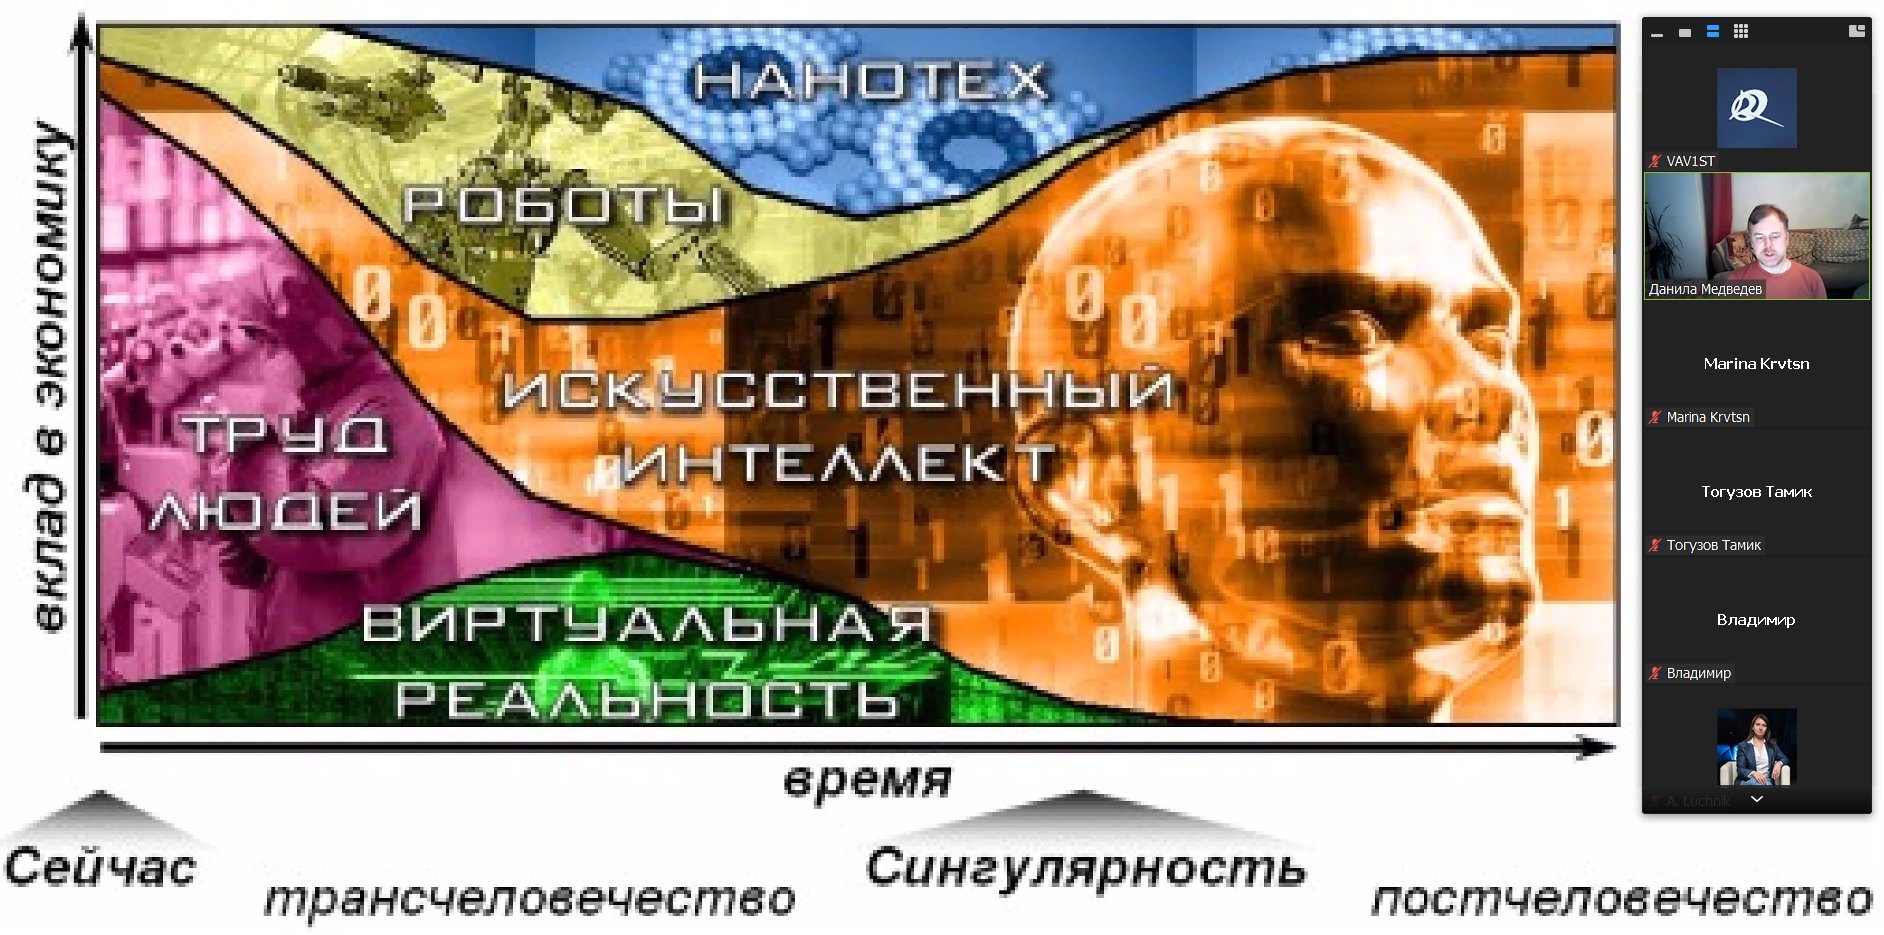 вклад в экономику
НАНОТЕХ
РОБОТЫ
ИСКУССТВЕННЫЙ
ИНТЕЛЛЕКТ
ТРУД
ЛЮДЕЙ
ВИРТУАЛЬНАЯ
РЕАЛЬНОСТЬ
время
Сейчас
трансчеловечество
Сингулярность
постчеловечество
VAV1ST
Данила Медведев
Marina Krvtsn
Marina Krvtsn
Тогузов Тамик
Тогузов Тамик
Владимир
Владимир
A. Luchnik